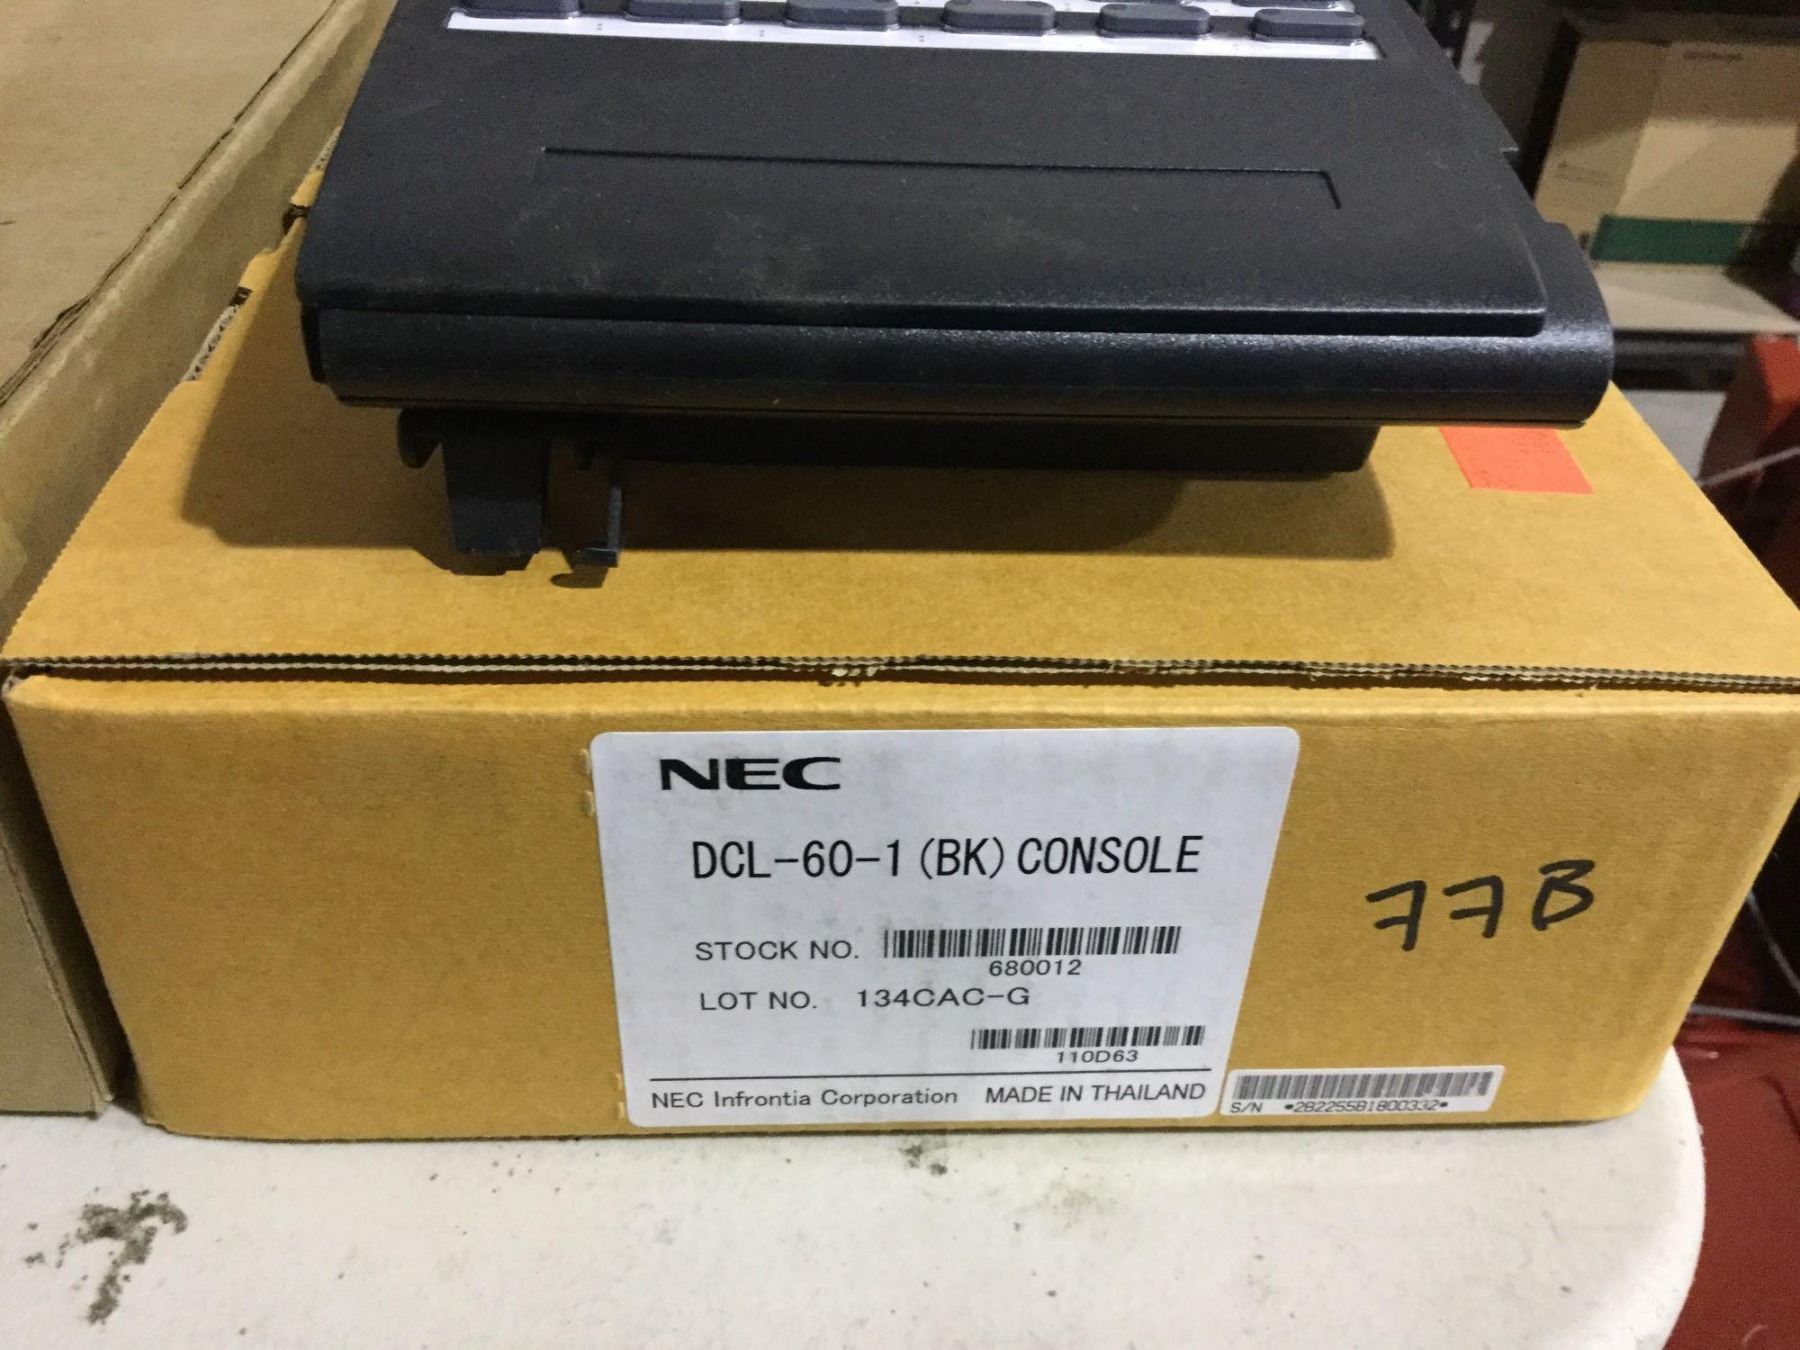 NEC
DCL-60-1(BK)CONSOLE
STOCK NO.
680012
LOT NO. 134CAC-G
110D63
NEC Infrontia Corporation MADE IN THAILAND
S/N *2B2255B1800332*
77B